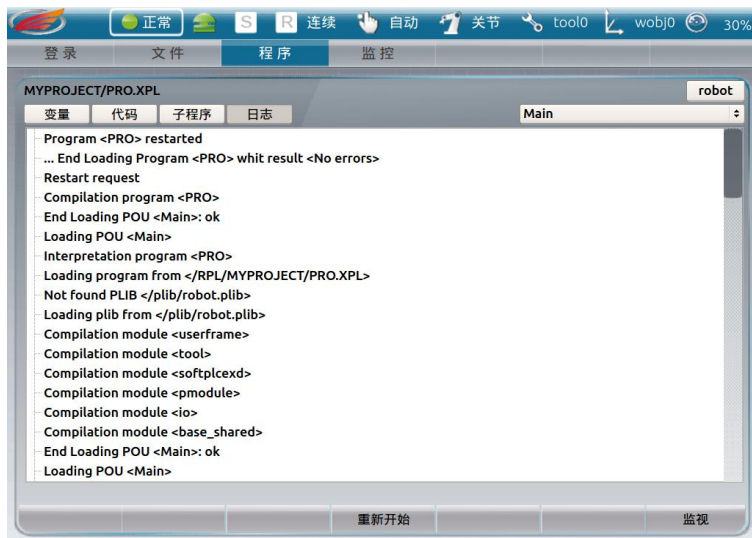 正常 S R 连续 自动 关节 tool0 wobj0 30%
登录 文件 程序 监控
MYPROJECT/PRO.XPL robot
变量 代码 子程序 日志 Main
Program <PRO> restarted
... End Loading Program <PRO> whit result <No errors>
Restart request
Compilation program <PRO>
End Loading POU <Main>: ok
Loading POU <Main>
Interpretation program <PRO>
Loading program from </RPL/MYPROJECT/PRO.XPL>
Not found PLIB </plib/robot.plib>
Loading plib from </plib/robot.plib>
Compilation module <userframe>
Compilation module <tool>
Compilation module <softplcexd>
Compilation module <pmodule>
Compilation module <io>
Compilation module <base_shared>
End Loading POU <Main>: ok
Loading POU <Main>
重新开始 监视